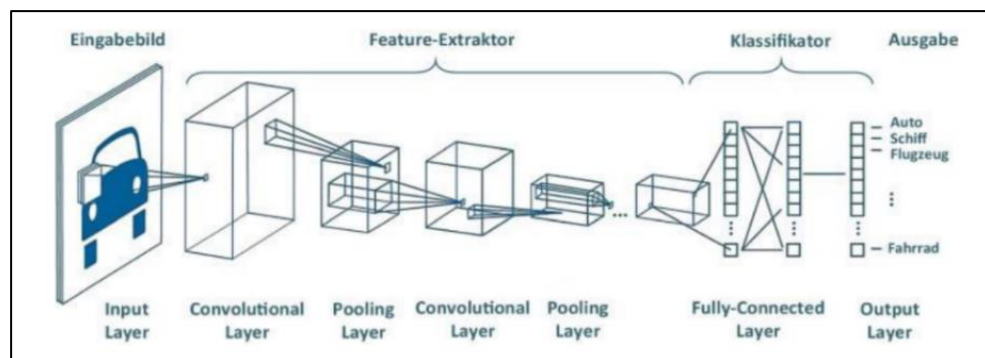 Eingabebild Feature-Extraktor Klassifikator Ausgabe
Auto
Schiff
Flugzeug
...
⋮
Fahrrad
Input Layer
Convolutional Layer
Pooling Layer
Convolutional Layer
Pooling Layer
Fully-Connected Layer
Output Layer